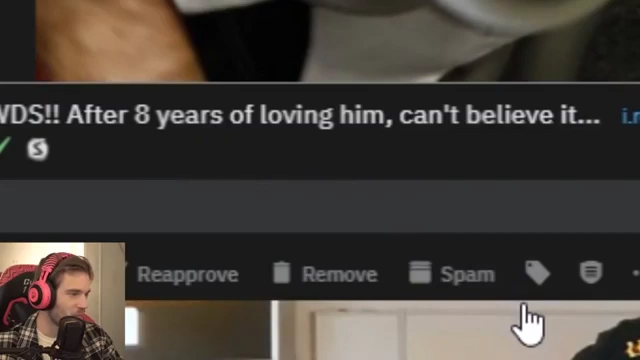 WDS!! After 8 years of loving him, can't believe it...
Reapprove Remove Spam